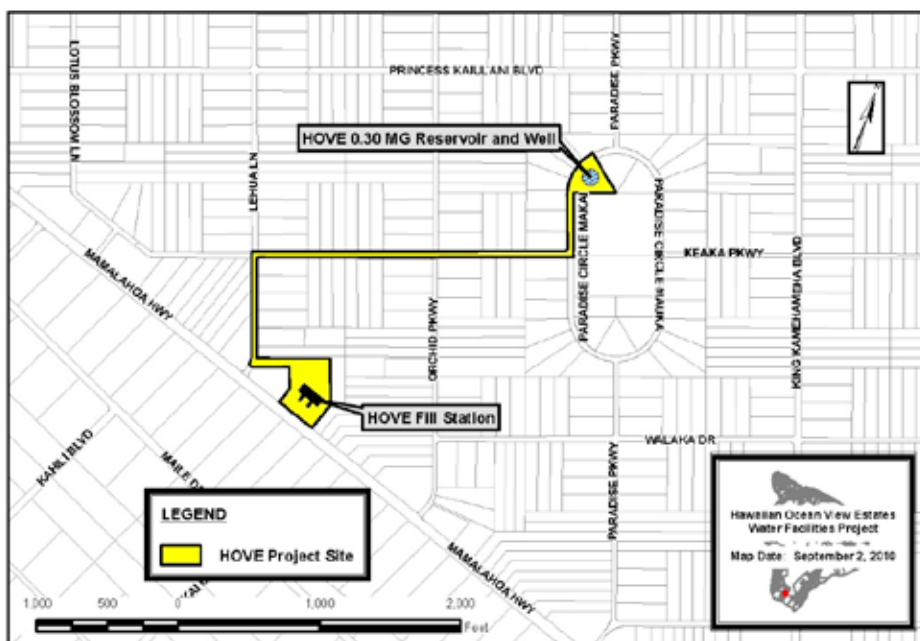 LOTUS BLOSSOM LN
PRINCESS KAIULANI BLVD
PARADISE PKWY
N
HOVE 0.30 MG Reservoir and Well
LEHUA LN
PARADISE CIRCLE MAKAI
PARADISE CIRCLE MAUKA
KEAKA PKWY
MAMALAHOA HWY
ORCHID PKWY
KING KAMEHAMEHA BLVD
HOVE Fill Station
WALAKA DR
KAHILI BLVD
MAILE DR
PARADISE PKWY
LEGEND
HOVE Project Site
MAMALAHOA HWY
Hawaiian Ocean View Estates
Water Facilities Project
Map Date: September 2, 2010
1,000 500 0 1,000 2,000
Feet